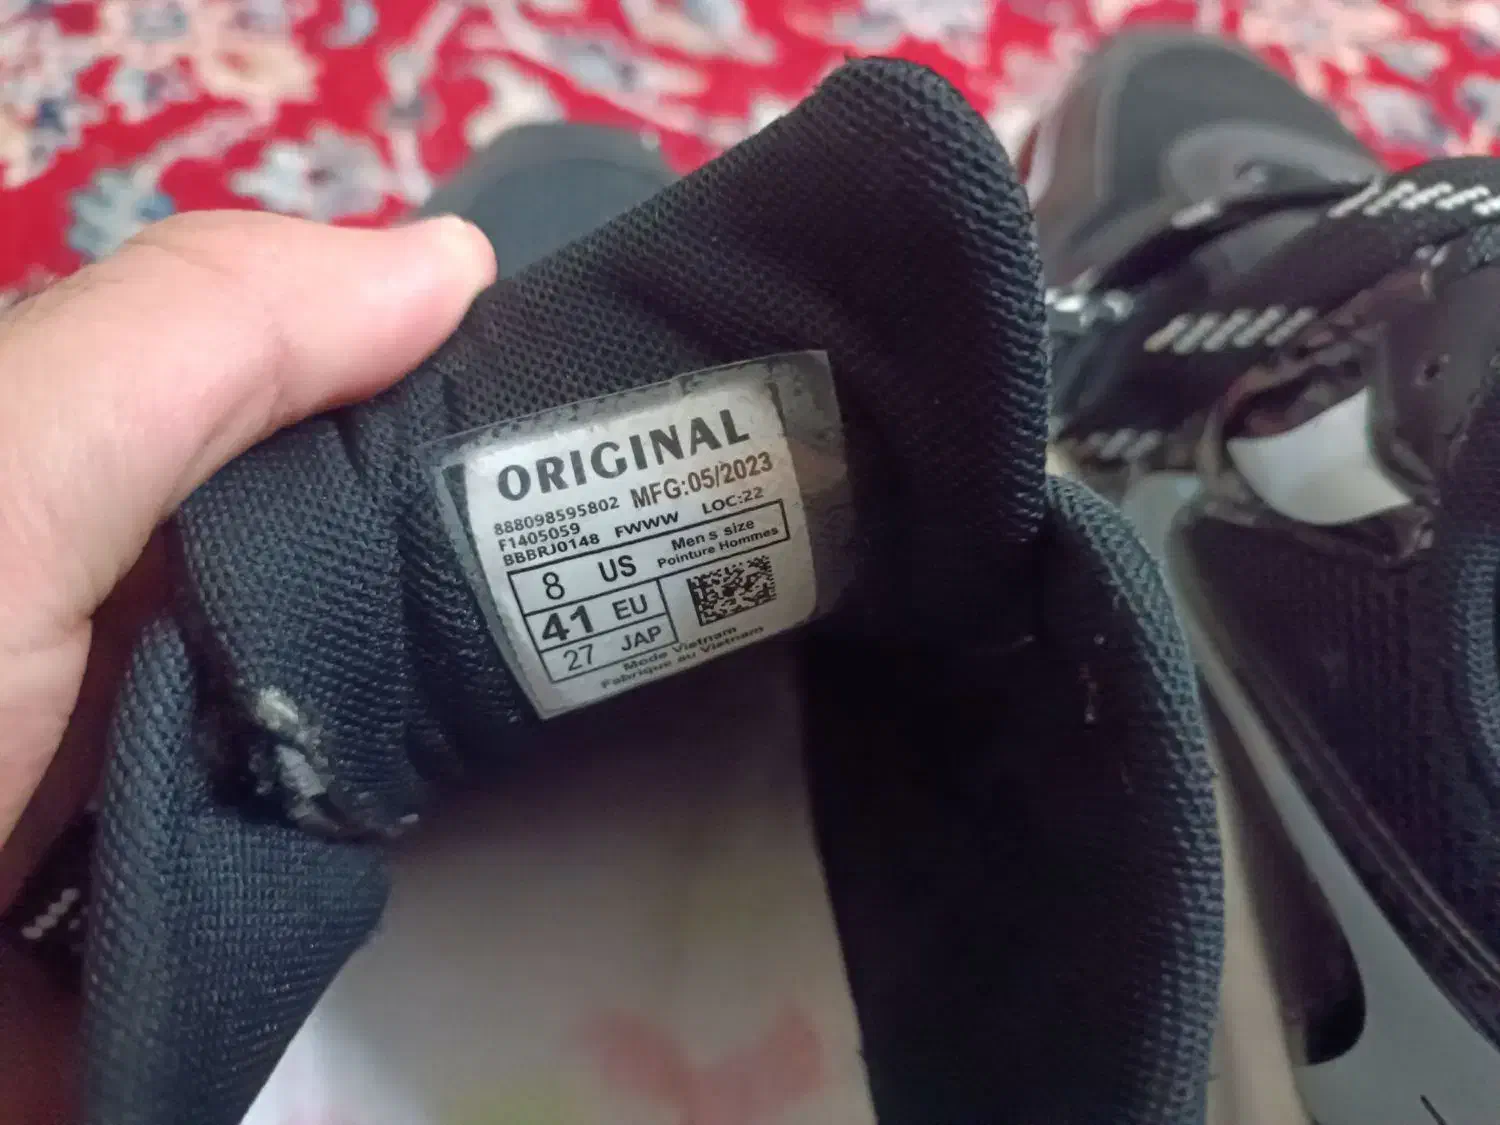 ORIGINAL
888098595802 MFG:05/2023
F1405059
BBBRJ0148 FWWW LOC:22
8 US Men s size
Pointure Hommes
41 EU
27 JAP
Made Vietnam
Fabrique au Vietnam